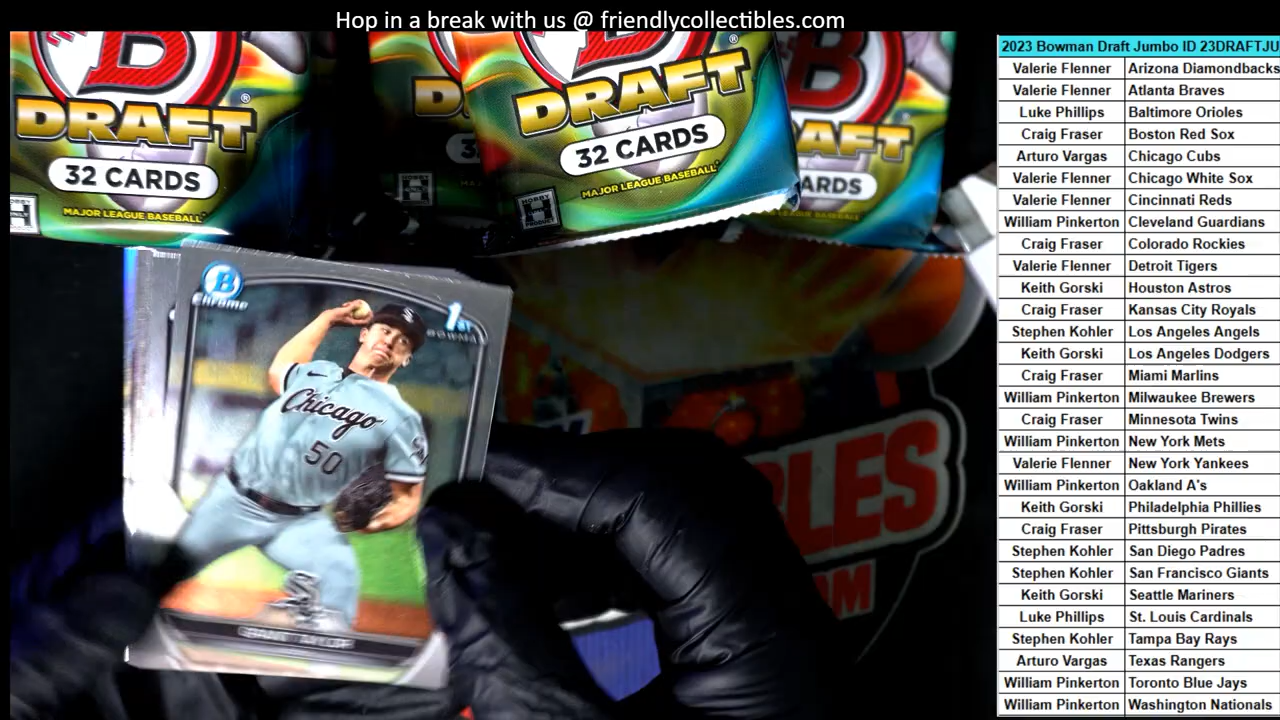 Hop in a break with us @ friendlycollectibles.com
B
DRAFT
32 CARDS
MAJOR LEAGUE BASEBALL
DRAFT
32 CARDS
MAJOR LEAGUE BASEBALL
HOBBY
H
B
Chrome
1st
BOWMAN
Chicago
50
2023 Bowman Draft Jumbo ID 23DRAFTJU
Valerie Flenner Arizona Diamondbacks
Valerie Flenner Atlanta Braves
Luke Phillips Baltimore Orioles
Craig Fraser Boston Red Sox
Arturo Vargas Chicago Cubs
Valerie Flenner Chicago White Sox
Valerie Flenner Cincinnati Reds
William Pinkerton Cleveland Guardians
Craig Fraser Colorado Rockies
Valerie Flenner Detroit Tigers
Keith Gorski Houston Astros
Craig Fraser Kansas City Royals
Stephen Kohler Los Angeles Angels
Keith Gorski Los Angeles Dodgers
Craig Fraser Miami Marlins
William Pinkerton Milwaukee Brewers
Craig Fraser Minnesota Twins
William Pinkerton New York Mets
Valerie Flenner New York Yankees
William Pinkerton Oakland A's
Keith Gorski Philadelphia Phillies
Craig Fraser Pittsburgh Pirates
Stephen Kohler San Diego Padres
Stephen Kohler San Francisco Giants
Keith Gorski Seattle Mariners
Luke Phillips St. Louis Cardinals
Stephen Kohler Tampa Bay Rays
Arturo Vargas Texas Rangers
William Pinkerton Toronto Blue Jays
William Pinkerton Washington Nationals